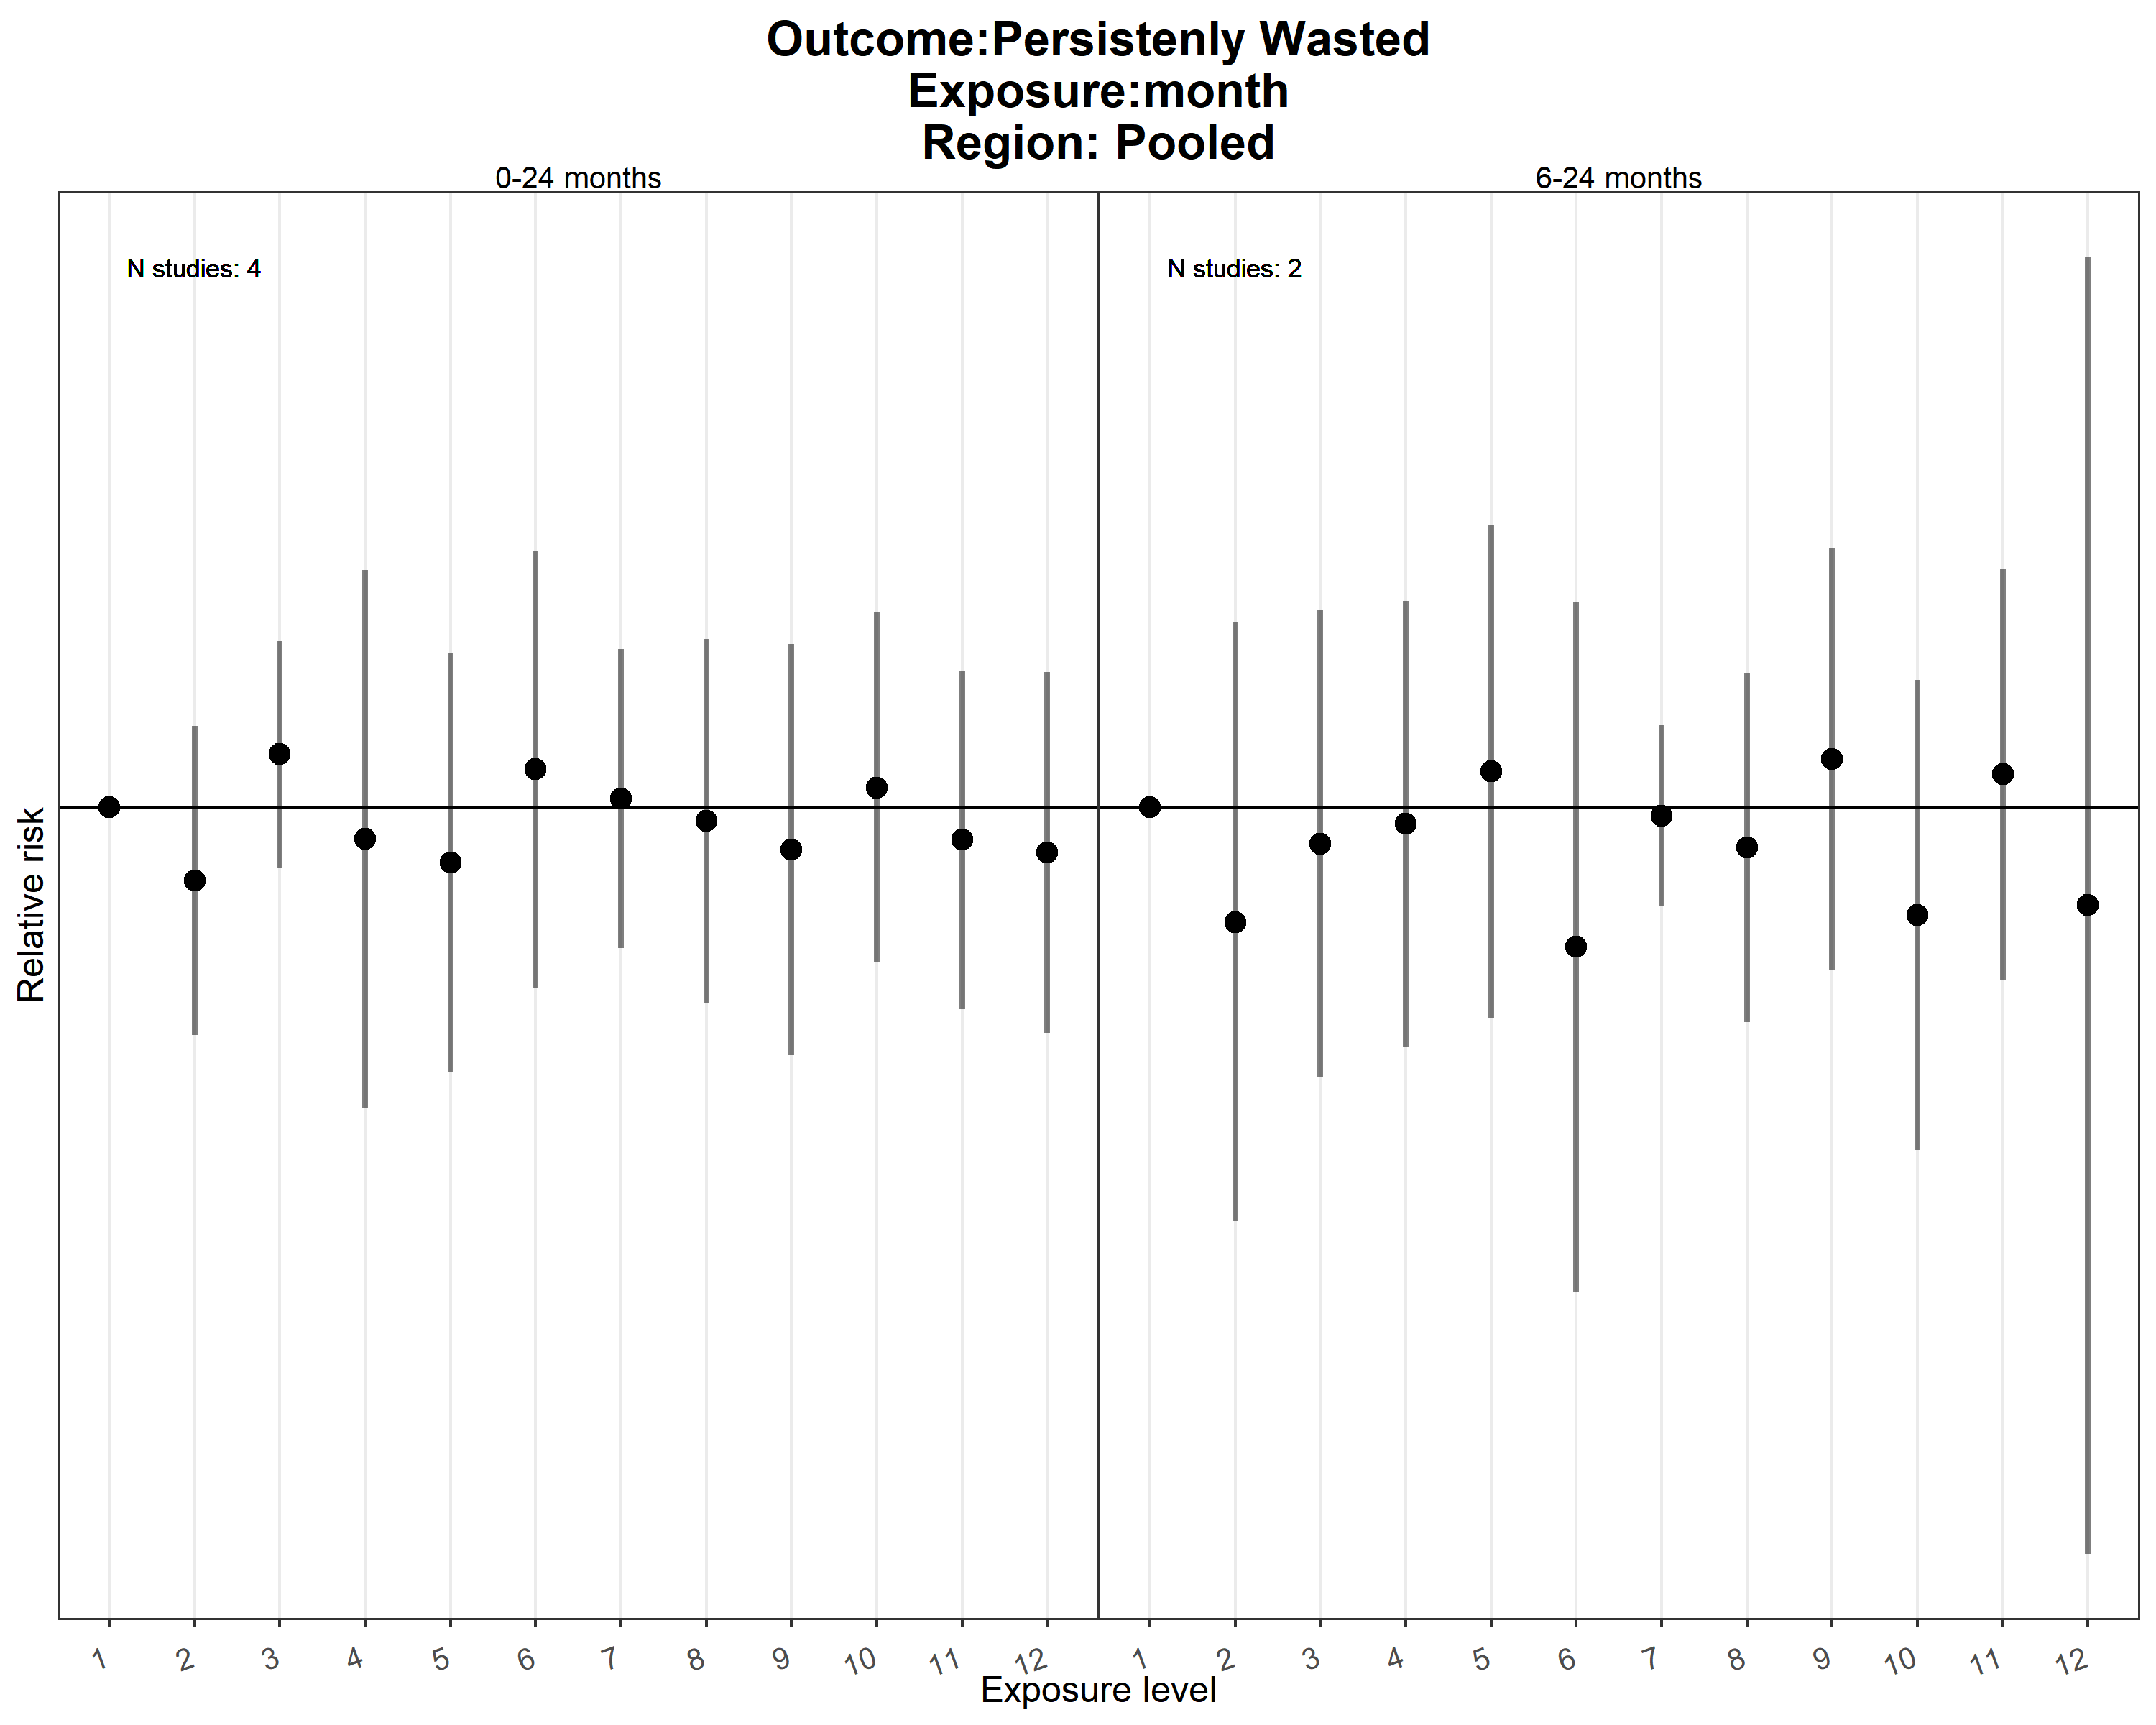 Outcome:Persistenly Wasted
Exposure:month
Region: Pooled
0-24 months
6-24 months
N studies: 4
N studies: 2
Relative risk
1 2 3 4 5 6 7 8 9 10 11 12
1 2 3 4 5 6 7 8 9 10 11 12
Exposure level